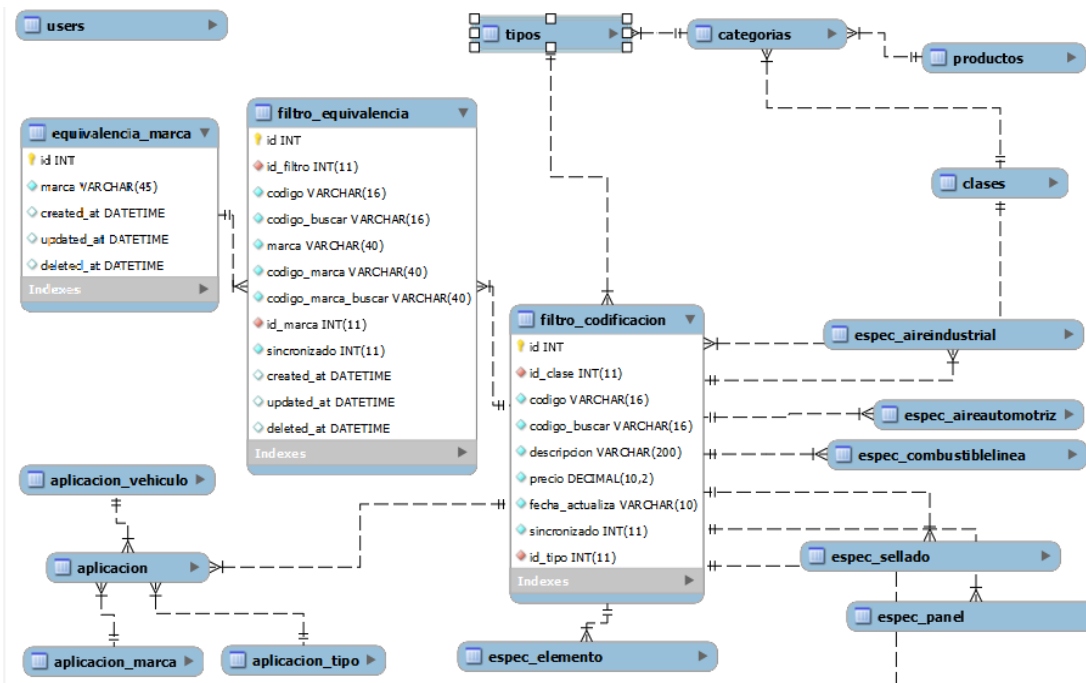 users
tipos
categorias
productos
clases
equivalencia_marca
id INT
marca VARCHAR(45)
created_at DATETIME
updated_at DATETIME
deleted_at DATETIME
Indexes
filtro_equivalencia
id INT
id_filtro INT(11)
codigo VARCHAR(16)
codigo_buscar VARCHAR(16)
marca VARCHAR(40)
codigo_marca VARCHAR(40)
codigo_marca_buscar VARCHAR(40)
id_marca INT(11)
sincronizado INT(11)
created_at DATETIME
updated_at DATETIME
deleted_at DATETIME
Indexes
filtro_codificacion
id INT
id_clase INT(11)
codigo VARCHAR(16)
codigo_buscar VARCHAR(16)
descripcion VARCHAR(200)
precio DECIMAL(10,2)
fecha_actualiza VARCHAR(10)
sincronizado INT(11)
id_tipo INT(11)
Indexes
espec_aireindustrial
espec_aireautomotriz
espec_combustiblelinea
espec_sellado
espec_panel
espec_elemento
aplicacion_vehiculo
aplicacion
aplicacion_marca
aplicacion_tipo